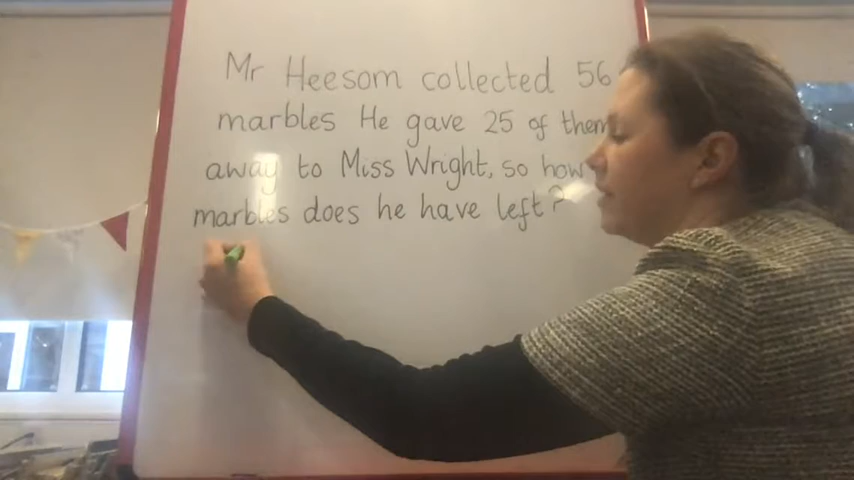 Mr Heesom collected 56
marbles He gave 25 of them
away to Miss Wright, so how
marbles does he have left?